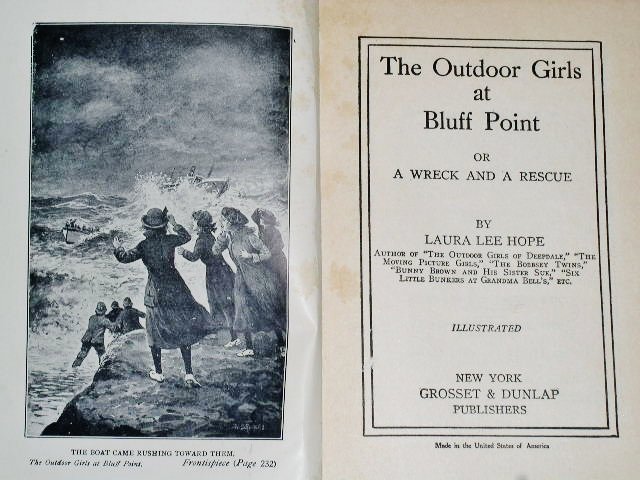 THE BOAT CAME RUSHING TOWARD THEM.
The Outdoor Girls at Bluff Point. Frontispiece (Page 232)
The Outdoor Girls
at
Bluff Point
OR
A WRECK AND A RESCUE
BY
LAURA LEE HOPE
AUTHOR OF "THE OUTDOOR GIRLS OF DEEPDALE," "THE
MOVING PICTURE GIRLS," "THE BOBBSEY TWINS,"
"BUNNY BROWN AND HIS SISTER SUE," "SIX
LITTLE BUNKERS AT GRANDMA BELL'S," ETC.
ILLUSTRATED
NEW YORK
GROSSET & DUNLAP
PUBLISHERS
Made in the United States of America